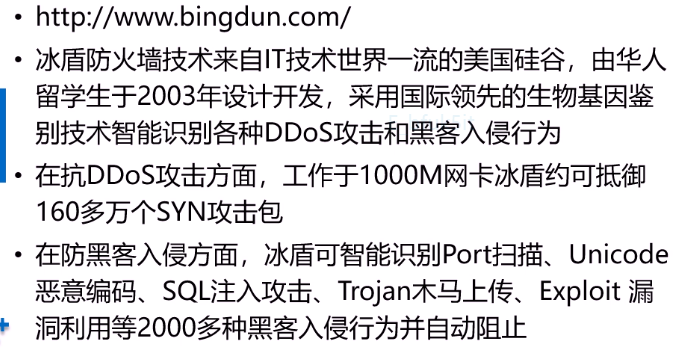 • http://www.bingdun.com/
• 冰盾防火墙技术来自IT技术世界一流的美国硅谷，由华人
留学生于2003年设计开发，采用国际领先的生物基因鉴
别技术智能识别各种DDoS攻击和黑客入侵行为
• 在抗DDoS攻击方面，工作于1000M网卡冰盾约可抵御
160多万个SYN攻击包
• 在防黑客入侵方面，冰盾可智能识别Port扫描、Unicode
恶意编码、SQL注入攻击、Trojan木马上传、Exploit 漏
洞利用等2000多种黑客入侵行为并自动阻止